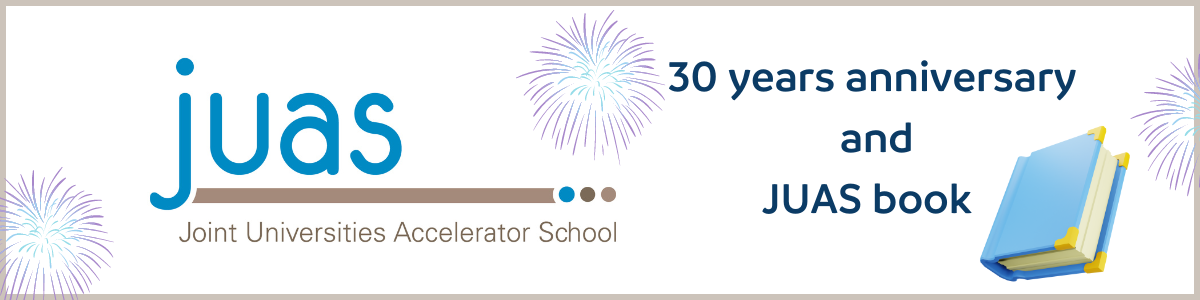 juas
Joint Universities Accelerator School
30 years anniversary
and
JUAS book